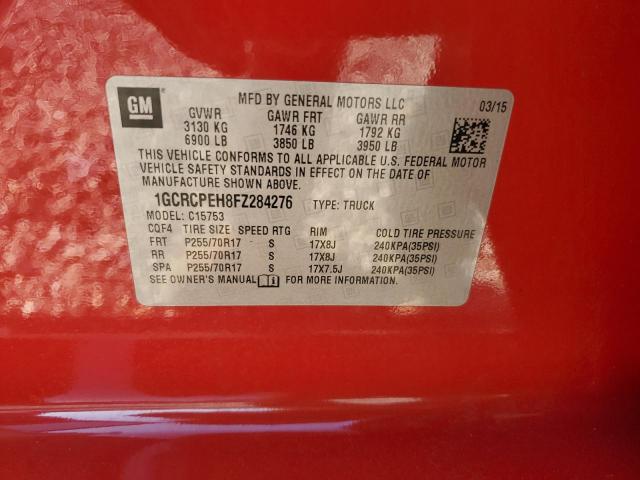 GM
MFD BY GENERAL MOTORS LLC
03/15
GVWR GAWR FRT GAWR RR
3130 KG 1746 KG 1792 KG
6900 LB 3850 LB 3950 LB
THIS VEHICLE CONFORMS TO ALL APPLICABLE U.S. FEDERAL MOTOR
VEHICLE SAFETY STANDARDS IN EFFECT ON THE DATE OF
MANUFACTURE SHOWN ABOVE.
1GCRCPEH8FZ284276 TYPE: TRUCK
MODEL: C15753
CQF4 TIRE SIZE SPEED RTG RIM COLD TIRE PRESSURE
FRT P255/70R17 S 17X8J 240KPA(35PSI)
RR P255/70R17 S 17X8J 240KPA(35PSI)
SPA P255/70R17 S 17X7.5J 240KPA(35PSI)
SEE OWNER'S MANUAL FOR MORE INFORMATION.